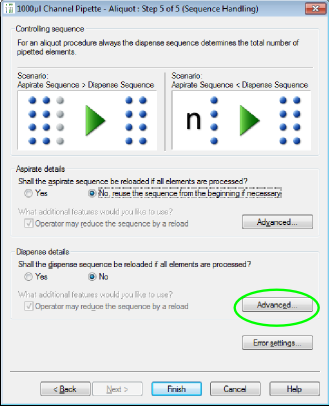 1000µl Channel Pipette - Aliquot : Step 5 of 5 (Sequence Handling)
Controlling sequence
For an aliquot procedure always the dispense sequence determines the total number of
pipetted elements.
Scenario:
Aspirate Sequence > Dispense Sequence
Scenario:
Aspirate Sequence < Dispense Sequence
n
Aspirate details
Shall the aspirate sequence be reloaded if all elements are processed?
Yes
No, reuse the sequence from the beginning if necessary
What additional features would you like to use?
Operator may reduce the sequence by a reload
Advanced...
Dispense details
Shall the dispense sequence be reloaded if all elements are processed?
Yes
No
What additional features would you like to use?
Operator may reduce the sequence by a reload
Advanced...
Error settings...
< Back
Next >
Finish
Cancel
Help